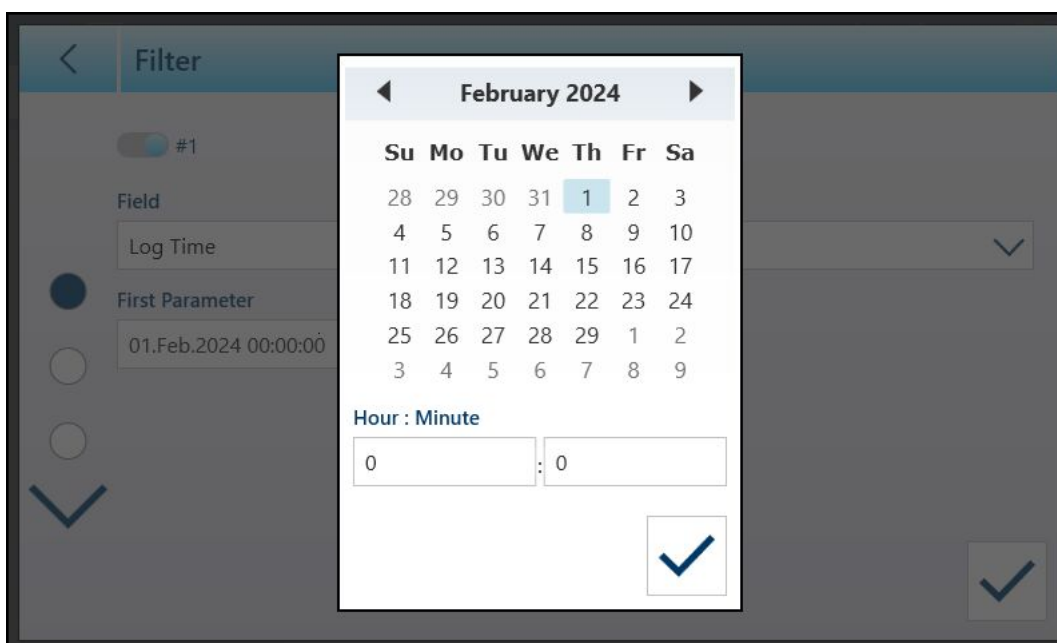 Filter
#1
Field
Log Time
First Parameter
01.Feb.2024 00:00:00
February 2024
Su Mo Tu We Th Fr Sa
28 29 30 31 1 2 3
4 5 6 7 8 9 10
11 12 13 14 15 16 17
18 19 20 21 22 23 24
25 26 27 28 29 1 2
3 4 5 6 7 8 9
Hour : Minute
0 : 0